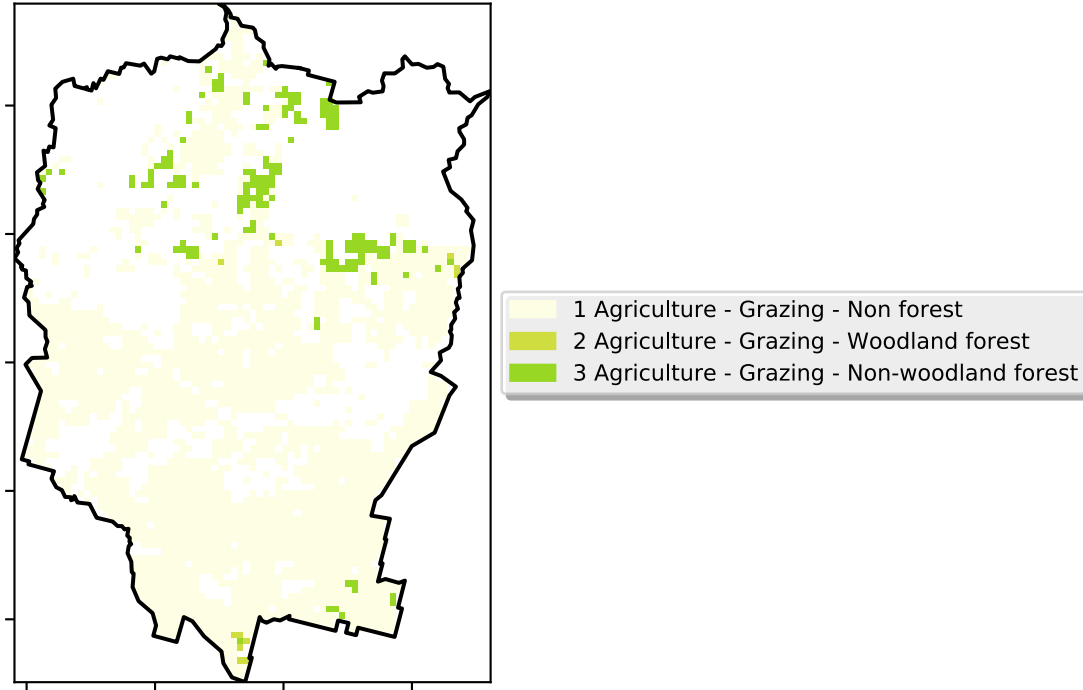 1 Agriculture - Grazing - Non forest
2 Agriculture - Grazing - Woodland forest
3 Agriculture - Grazing - Non-woodland forest